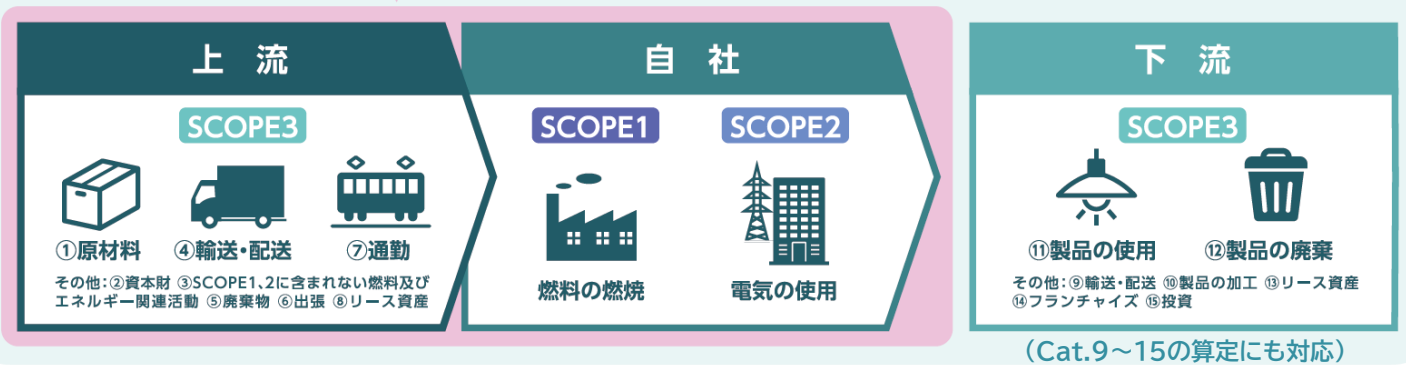 上 流
SCOPE3
①原材料
④輸送・配送
⑦通勤
その他:②資本財 ③SCOPE1、2に含まれない燃料及び
エネルギー関連活動 ⑤廃棄物 ⑥出張 ⑧リース資産
自 社
SCOPE1
SCOPE2
燃料の燃焼
電気の使用
下 流
SCOPE3
⑪製品の使用
⑫製品の廃棄
その他:⑨輸送・配送 ⑩製品の加工 ⑬リース資産
⑭フランチャイズ ⑮投資
(Cat.9~15の算定にも対応)